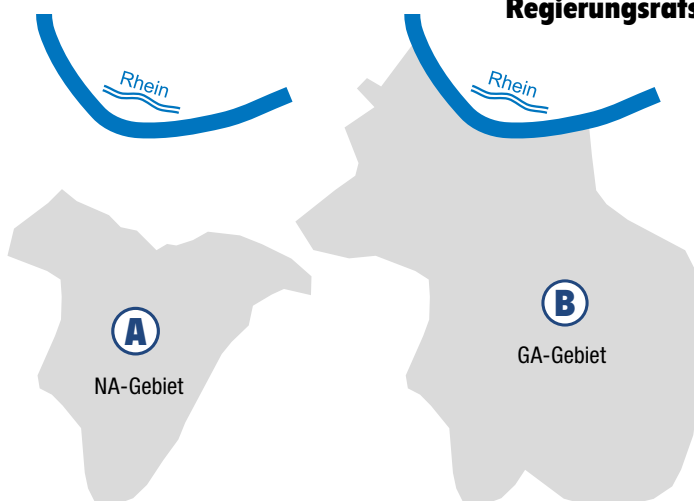 Regierungsrats
Rhein
Rhein
A
NA-Gebiet
B
GA-Gebiet